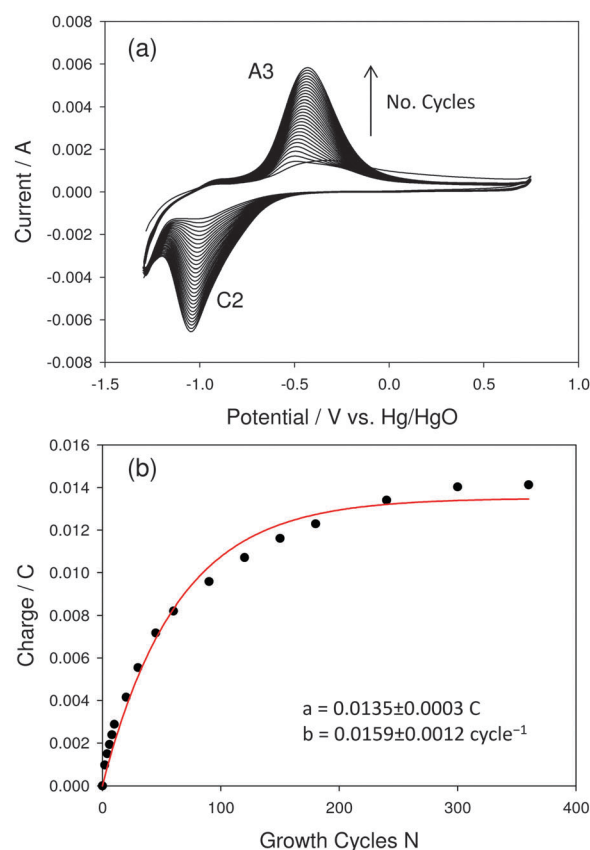 (a)
0.008
0.006
0.004
0.002
0.000
-0.002
-0.004
-0.006
-0.008
Current / A
A3
No. Cycles
C2
-1.5
-1.0
-0.5
0.0
0.5
1.0
Potential / V vs. Hg/HgO
(b)
0.016
0.014
0.012
0.010
0.008
0.006
0.004
0.002
0.000
Charge / C
a = 0.0135±0.0003 C
b = 0.0159±0.0012 cycle⁻¹
0
100
200
300
400
Growth Cycles N